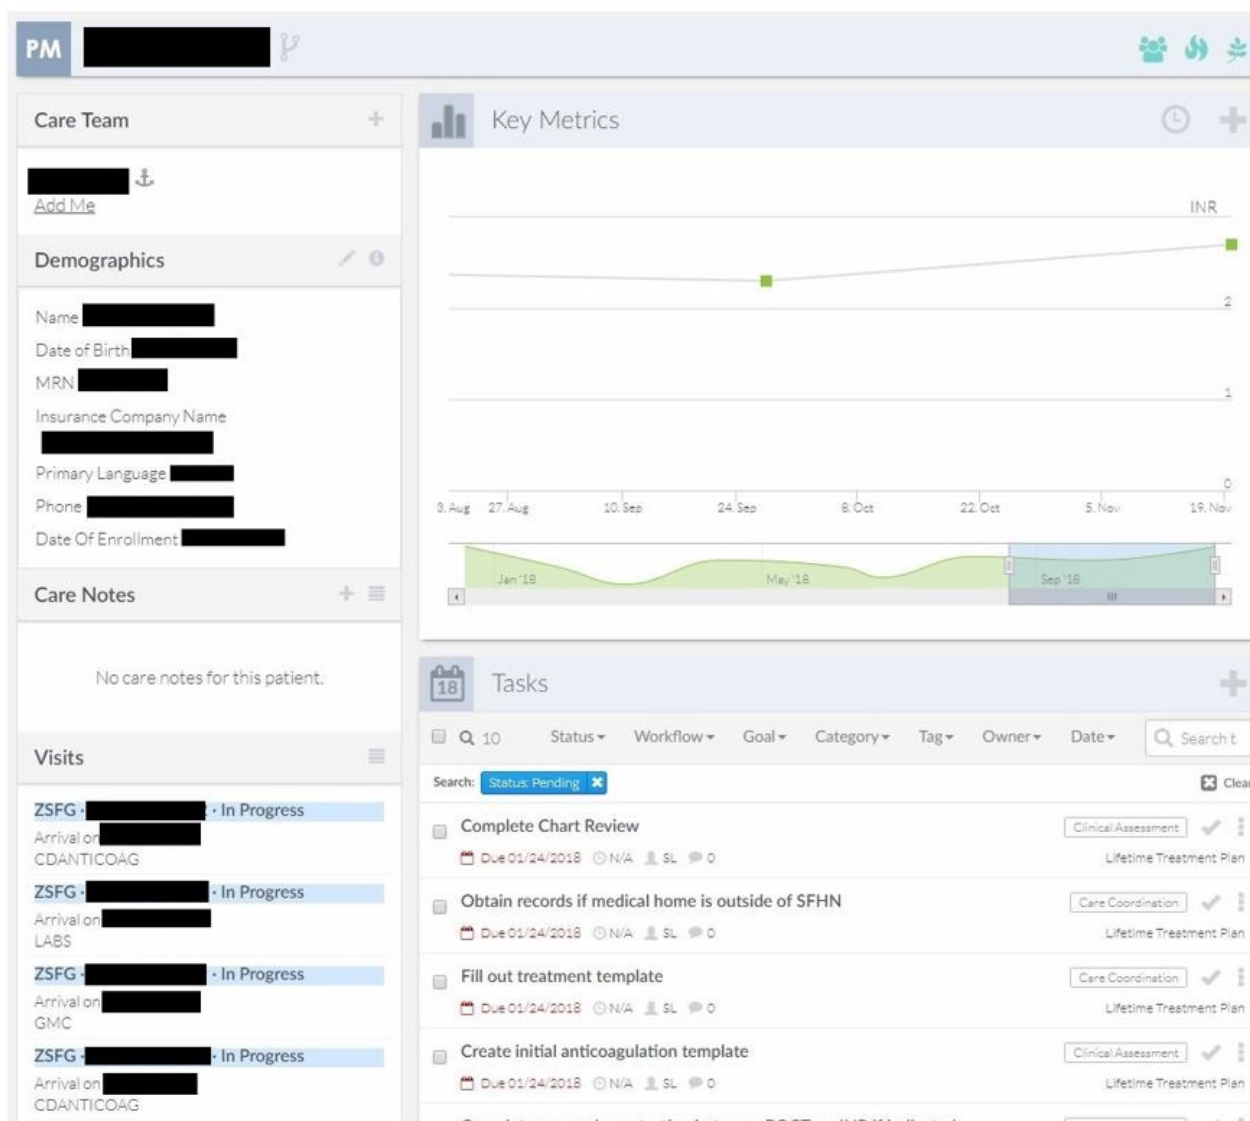 PM
Care Team
Add Me
Demographics
Name
Date of Birth
MRN
Insurance Company Name
Primary Language
Phone
Date Of Enrollment
Care Notes
No care notes for this patient.
Visits
ZSFG · · In Progress
Arrival on
CDANTICOAG
ZSFG · · In Progress
Arrival on
LABS
ZSFG · · In Progress
Arrival on
GMC
ZSFG · · In Progress
Arrival on
CDANTICOAG
Key Metrics
INR
2
1
0
3. Aug 27. Aug 10. Sep 24. Sep 8. Oct 22. Oct 5. Nov 19. Nov
Jan '18 May '18 Sep '18
18 Tasks
10 Status Workflow Goal Category Tag Owner Date Search t
Search: Status: Pending Clear
Complete Chart Review Clinical Assessment
Due 01/24/2018 N/A SL 0 Lifetime Treatment Plan
Obtain records if medical home is outside of SFHN Care Coordination
Due 01/24/2018 N/A SL 0 Lifetime Treatment Plan
Fill out treatment template Care Coordination
Due 01/24/2018 N/A SL 0 Lifetime Treatment Plan
Create initial anticoagulation template Clinical Assessment
Due 01/24/2018 N/A SL 0 Lifetime Treatment Plan